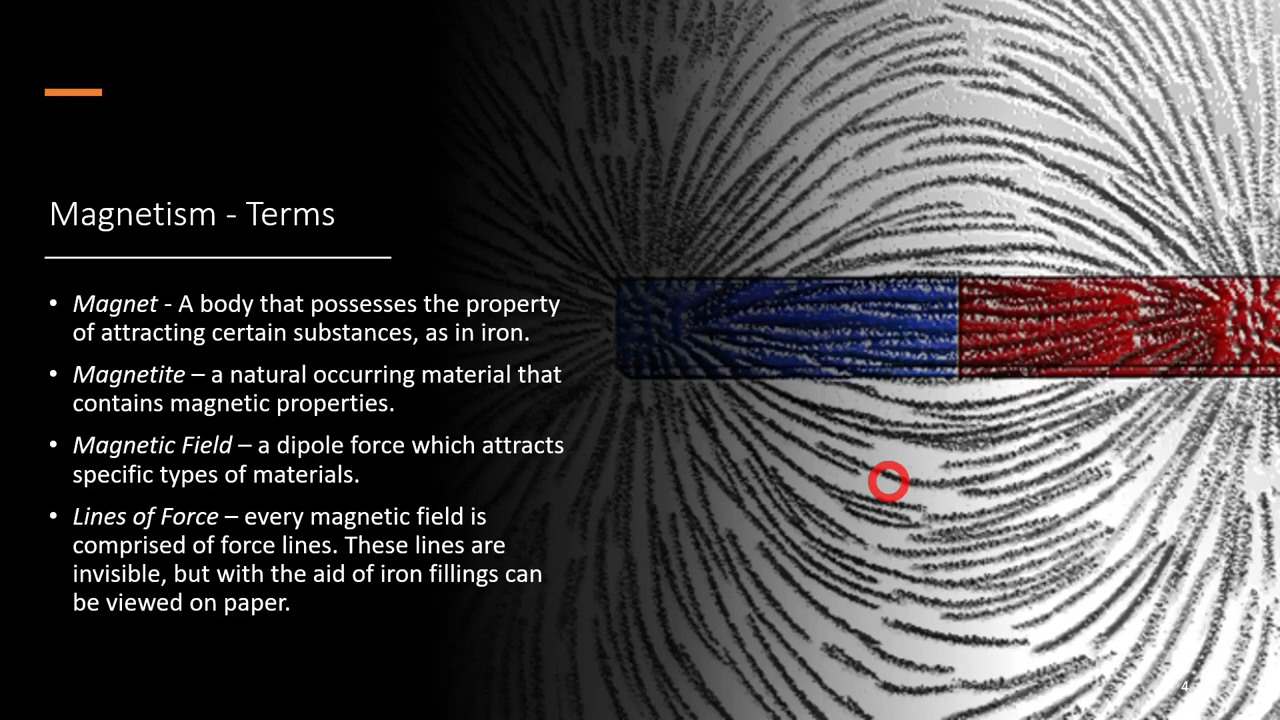 Magnetism - Terms
• Magnet - A body that possesses the property
of attracting certain substances, as in iron.
• Magnetite – a natural occurring material that
contains magnetic properties.
• Magnetic Field – a dipole force which attracts
specific types of materials.
• Lines of Force – every magnetic field is
comprised of force lines. These lines are
invisible, but with the aid of iron fillings can
be viewed on paper.
4